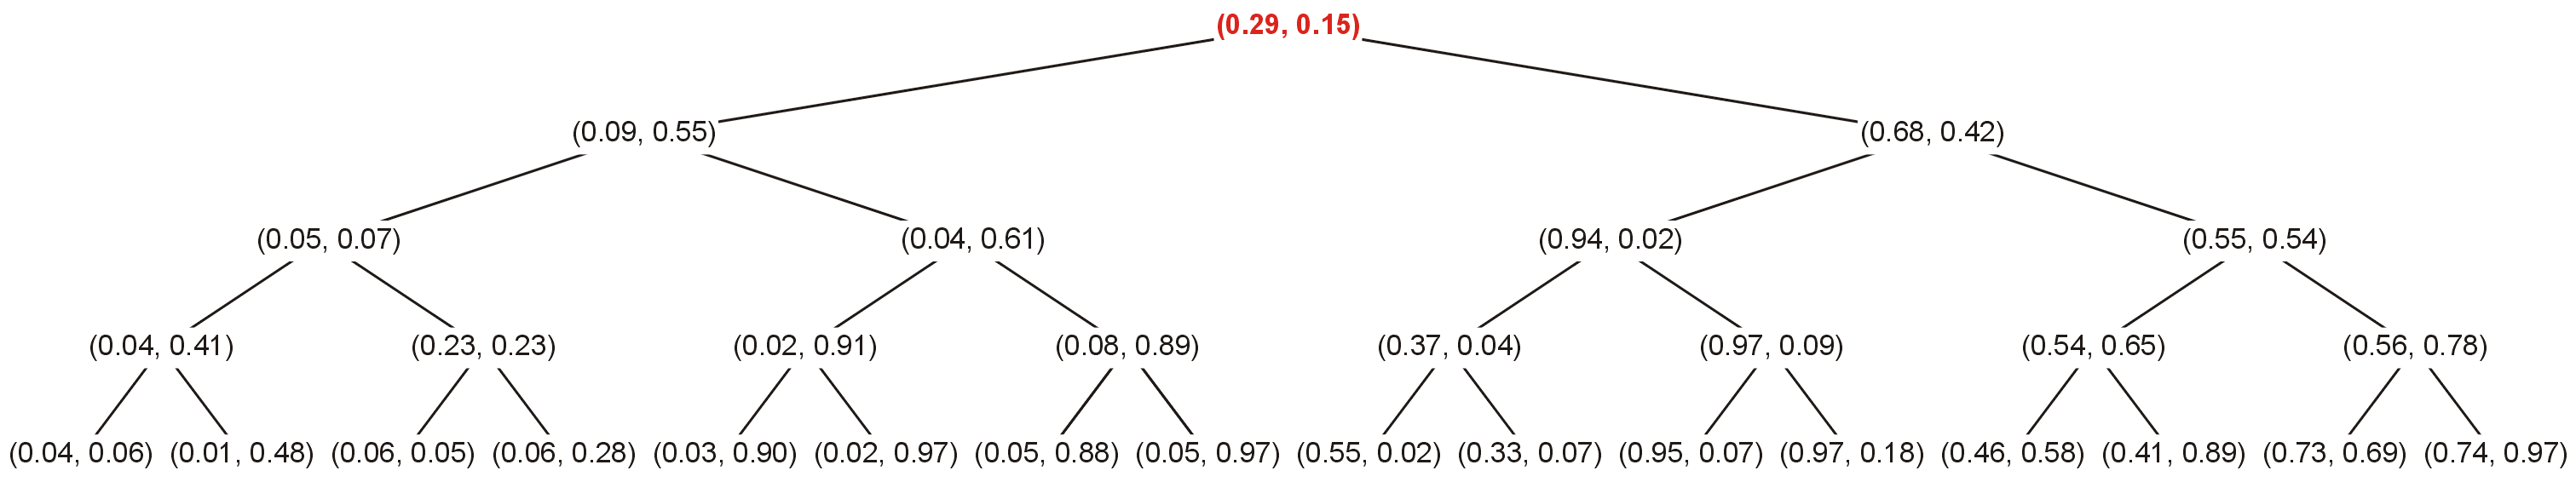 (0.29, 0.15)
(0.09, 0.55) (0.68, 0.42)
(0.05, 0.07) (0.04, 0.61) (0.94, 0.02) (0.55, 0.54)
(0.04, 0.41) (0.23, 0.23) (0.02, 0.91) (0.08, 0.89) (0.37, 0.04) (0.97, 0.09) (0.54, 0.65) (0.56, 0.78)
(0.04, 0.06) (0.01, 0.48) (0.06, 0.05) (0.06, 0.28) (0.03, 0.90) (0.02, 0.97) (0.05, 0.88) (0.05, 0.97) (0.55, 0.02) (0.33, 0.07) (0.95, 0.07) (0.97, 0.18) (0.46, 0.58) (0.41, 0.89) (0.73, 0.69) (0.74, 0.97)